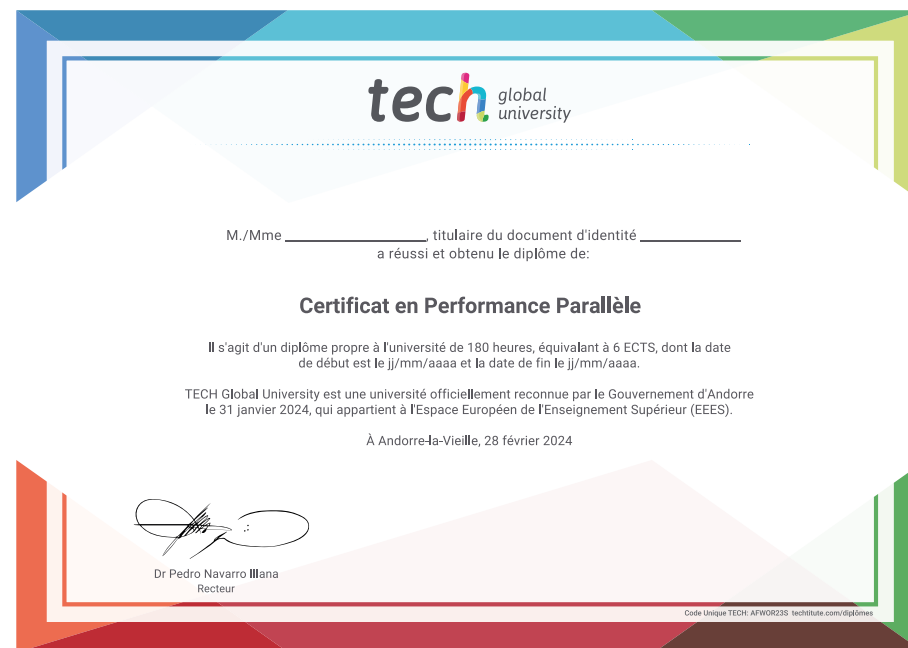 tech global university
M./Mme ____________________, titulaire du document d'identité ______________
a réussi et obtenu le diplôme de:
Certificat en Performance Parallèle
Il s'agit d'un diplôme propre à l'université de 180 heures, équivalant à 6 ECTS, dont la date
de début est le jj/mm/aaaa et la date de fin le jj/mm/aaaa.
TECH Global University est une université officiellement reconnue par le Gouvernement d'Andorre
le 31 janvier 2024, qui appartient à l'Espace Européen de l'Enseignement Supérieur (EEES).
À Andorre-la-Vieille, 28 février 2024
Dr Pedro Navarro Illana
Recteur
Code Unique TECH: AFWOR23S techtitute.com/diplômes